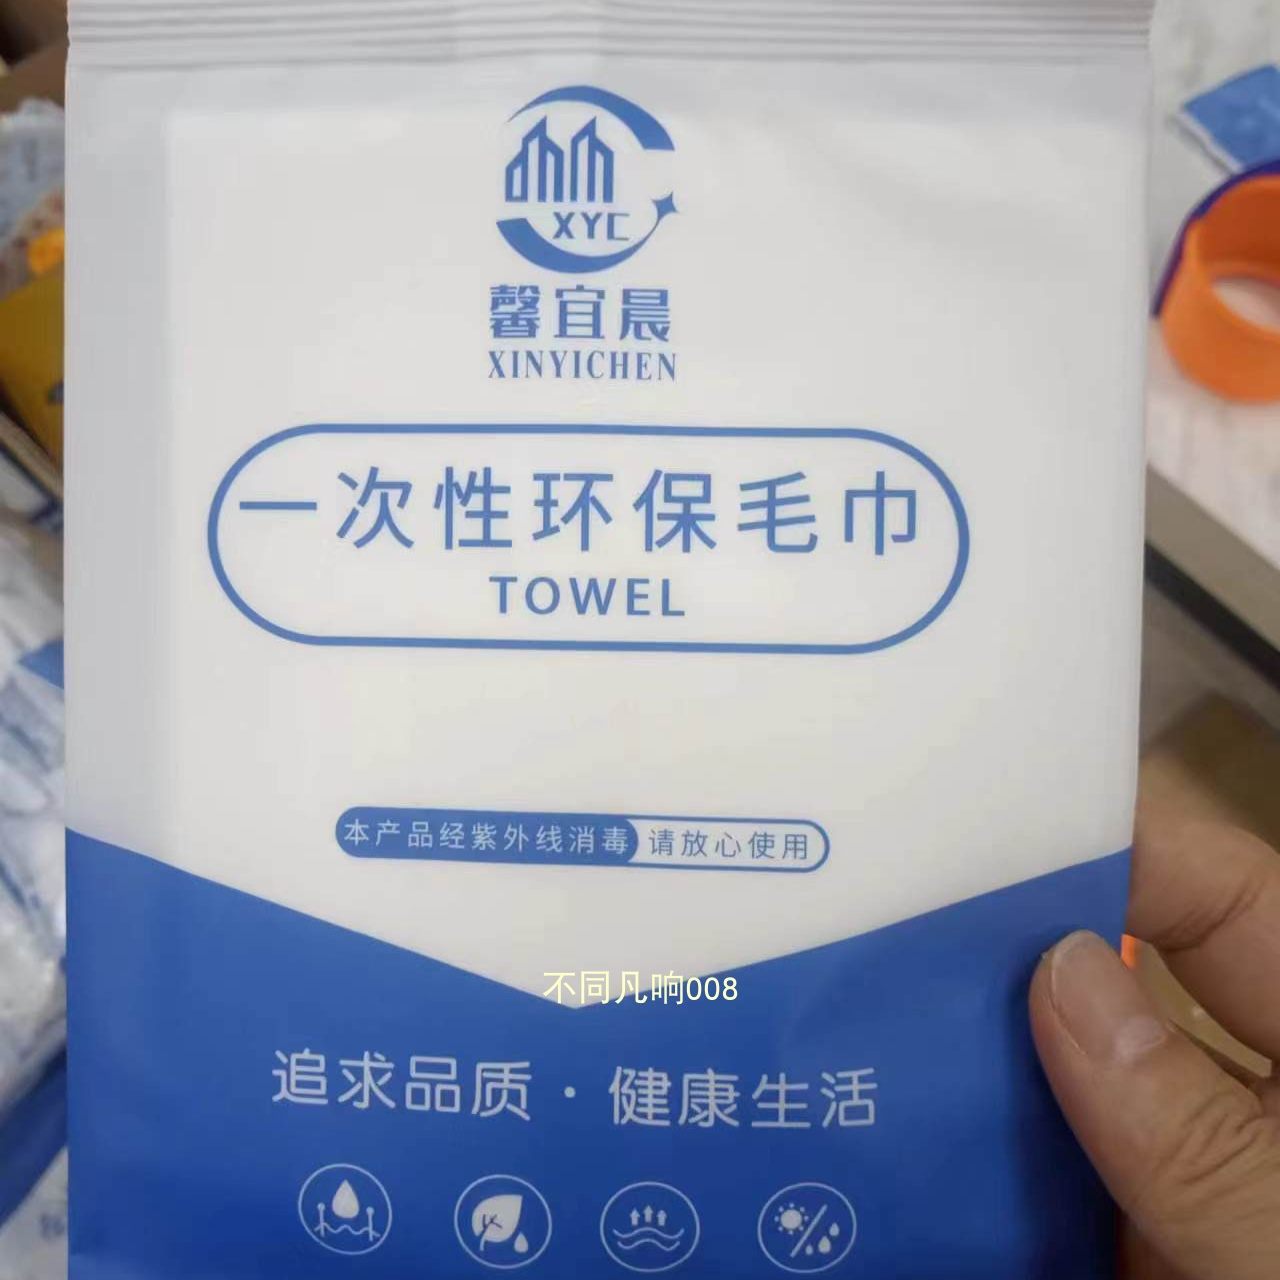 XYC
馨宜晨
XINYICHEN
一次性环保毛巾
TOWEL
本产品经紫外线消毒 请放心使用
不同凡响008
追求品质·健康生活